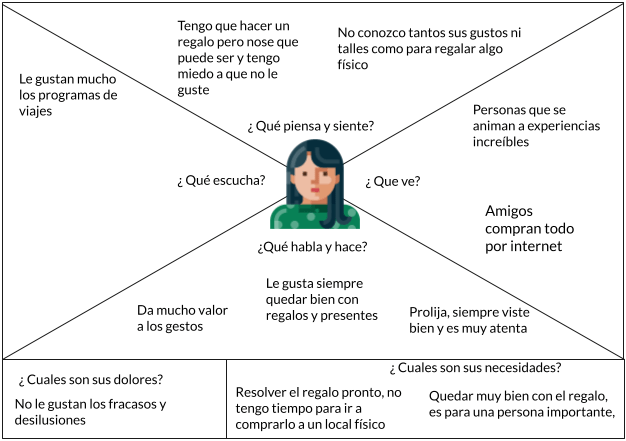 Tengo que hacer un
regalo pero nose que
puede ser y tengo
miedo a que no le
guste
No conozco tantos sus gustos ni
talles como para regalar algo
físico
Le gustan mucho
los programas de
viajes
Personas que se
animan a experiencias
increíbles
¿ Qué piensa y siente?
¿ Qué escucha?
¿ Que ve?
Amigos
compran todo
por internet
¿Qué habla y hace?
Le gusta siempre
quedar bien con
regalos y presentes
Da mucho valor
a los gestos
Prolija, siempre viste
bien y es muy atenta
¿ Cuales son sus dolores?
No le gustan los fracasos y
desilusiones
¿ Cuales son sus necesidades?
Resolver el regalo pronto, no
tengo tiempo para ir a
comprarlo a un local físico
Quedar muy bien con el regalo,
es para una persona importante,